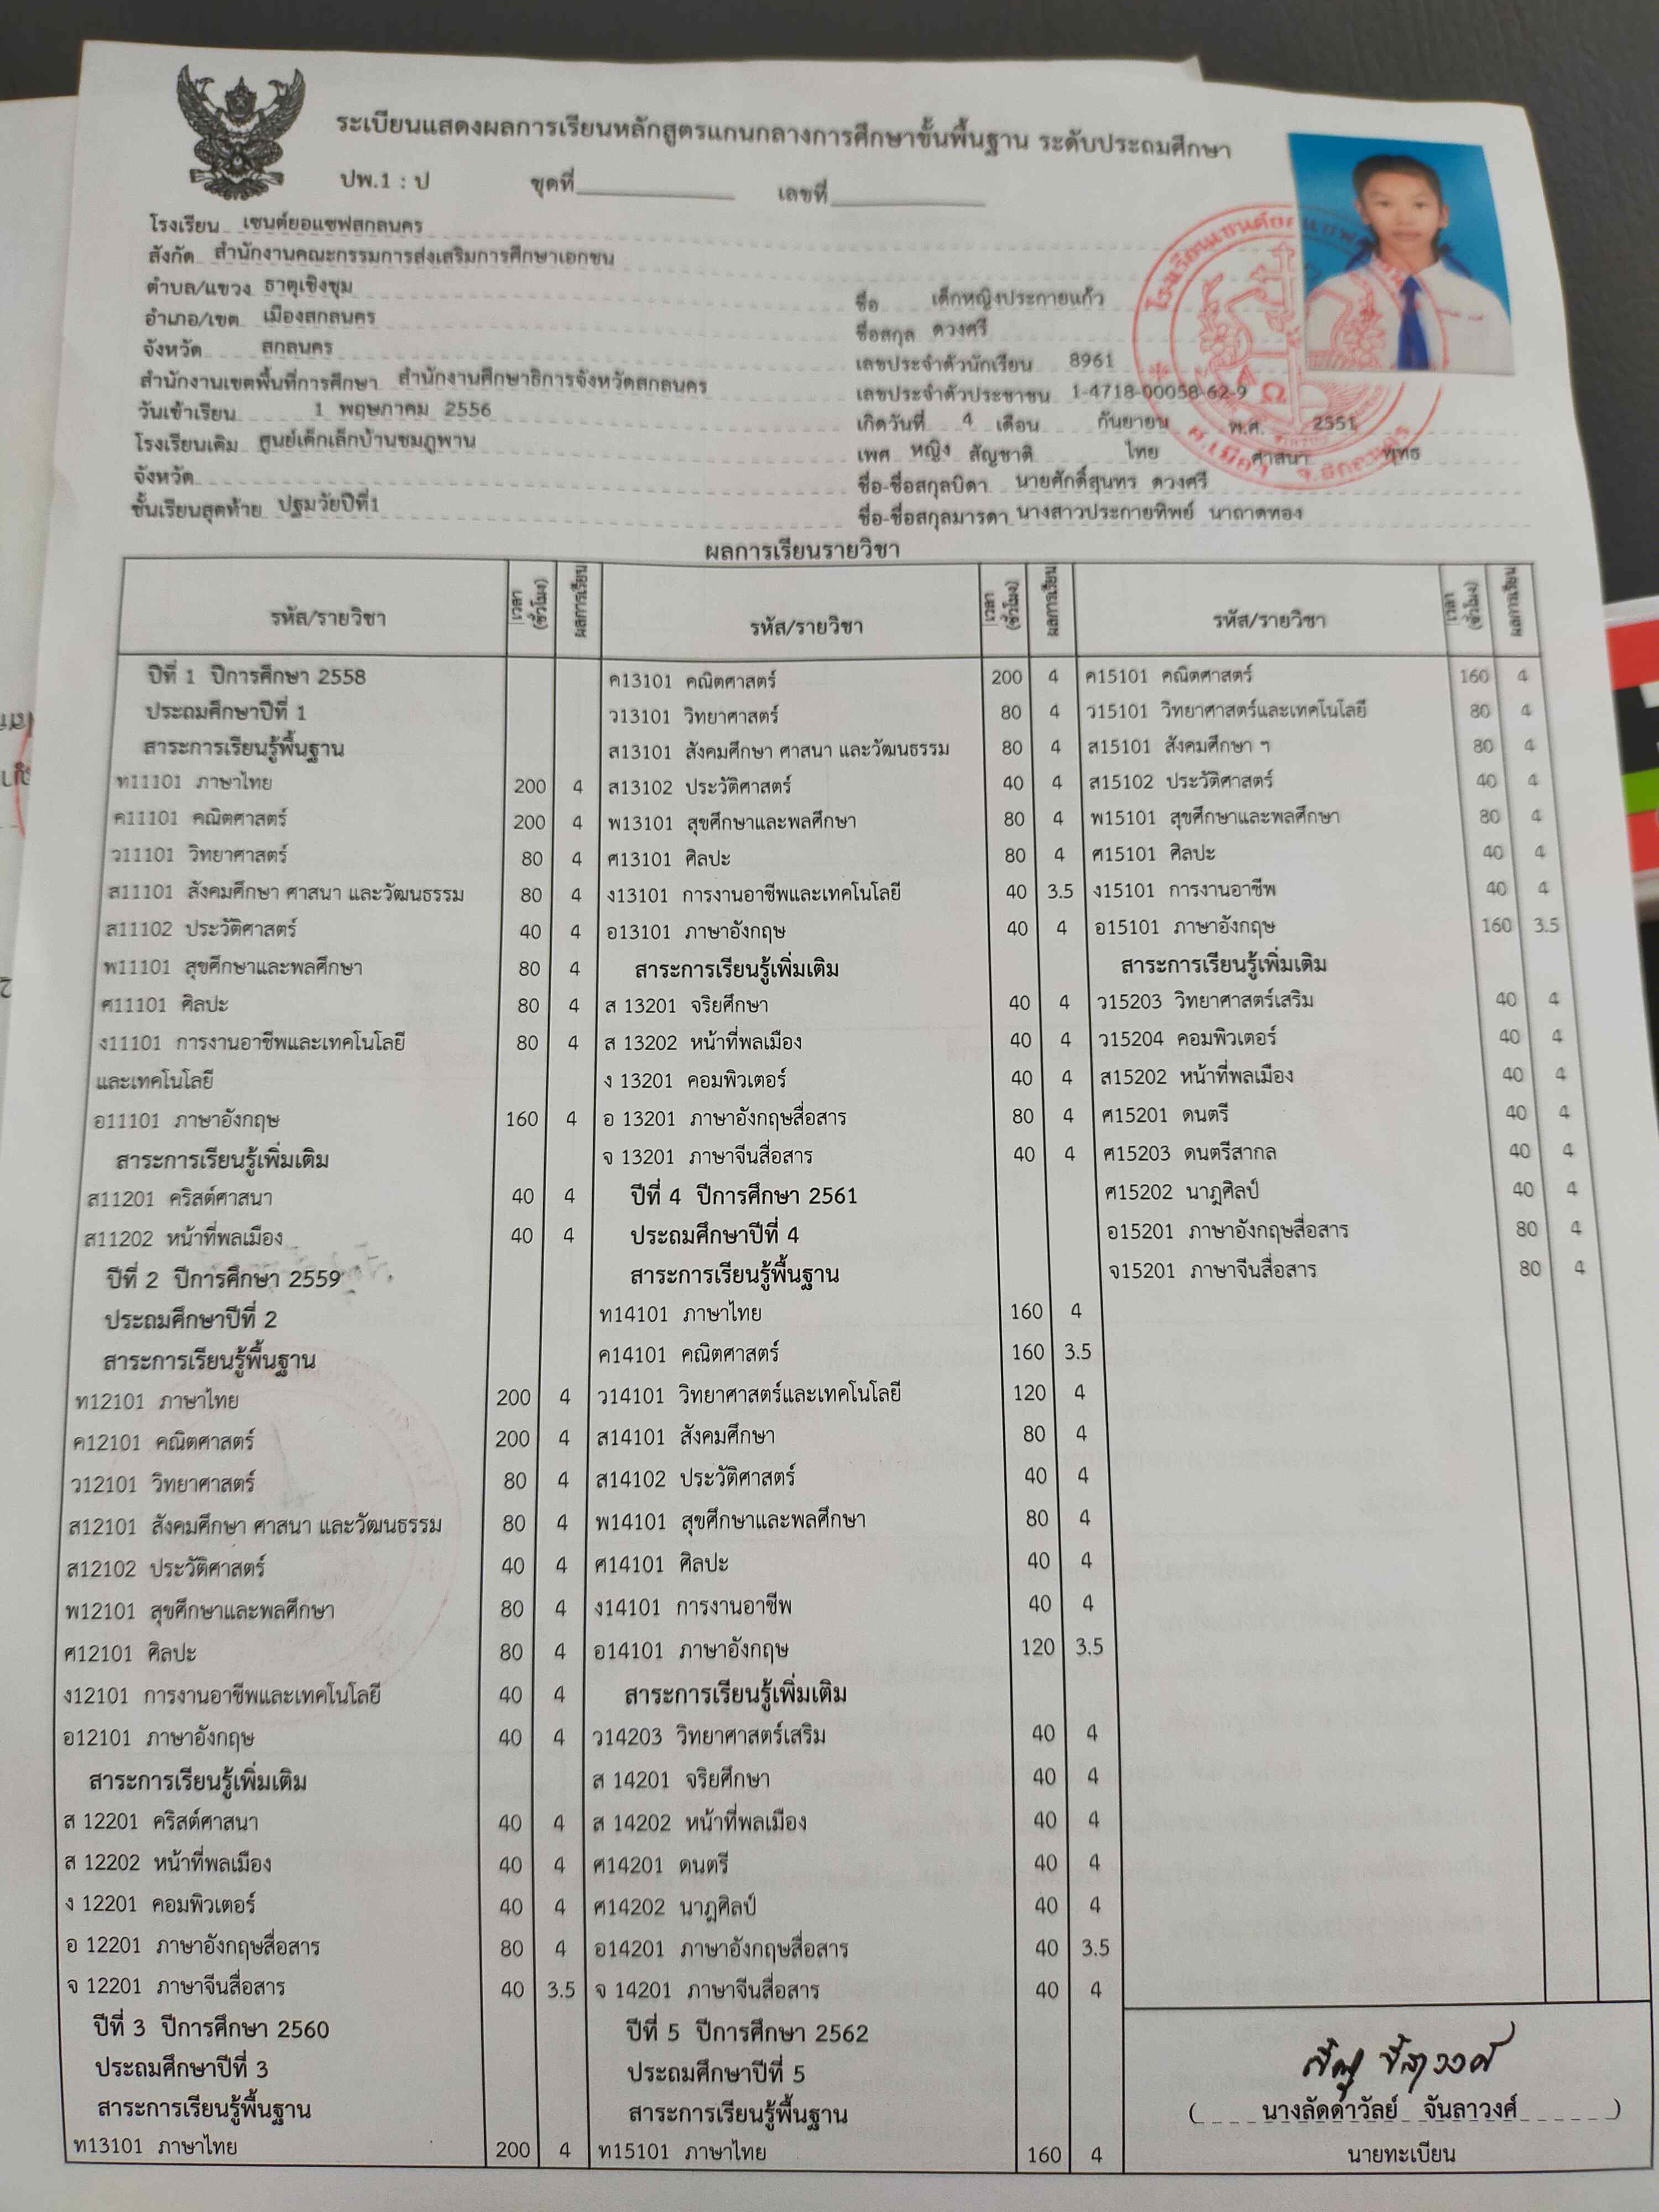 ระเบียนแสดงผลการเรียนหลักสูตรแกนกลางการศึกษาขั้นพื้นฐาน ระดับประถมศึกษา
ปพ.1 : ป ชุดที่ เลขที่
โรงเรียน เซนต์ยอแซฟสกลนคร
สังกัด สำนักงานคณะกรรมการส่งเสริมการศึกษาเอกชน
ตำบล/แขวง ธาตุเชิงชุม
อำเภอ/เขต เมืองสกลนคร
จังหวัด สกลนคร
สำนักงานเขตพื้นที่การศึกษา สำนักงานศึกษาธิการจังหวัดสกลนคร
วันเข้าเรียน 1 พฤษภาคม 2556
โรงเรียนเดิม ศูนย์เด็กเล็กบ้านชมภูพาน
จังหวัด
ชั้นเรียนสุดท้าย ปฐมวัยปีที่1
ชื่อ เด็กหญิงประกายแก้ว
ชื่อสกุล ดวงศรี
เลขประจำตัวนักเรียน 8961
เลขประจำตัวประชาชน 1-4718-00058-62-9
เกิดวันที่ 4 เดือน กันยายน พ.ศ. 2551
เพศ หญิง สัญชาติ ไทย ศาสนา พุทธ
ชื่อ-ชื่อสกุลบิดา นายศักดิ์สุนทร ดวงศรี
ชื่อ-ชื่อสกุลมารดา นางสาวประกายทิพย์ นาถาดทอง
ผลการเรียนรายวิชา
รหัส/รายวิชา เวลา (ชั่วโมง) ผลการเรียน
ปีที่ 1 ปีการศึกษา 2558
ประถมศึกษาปีที่ 1
สาระการเรียนรู้พื้นฐาน
ท11101 ภาษาไทย 200 4
ค11101 คณิตศาสตร์ 200 4
ว11101 วิทยาศาสตร์ 80 4
ส11101 สังคมศึกษา ศาสนา และวัฒนธรรม 80 4
ส11102 ประวัติศาสตร์ 40 4
พ11101 สุขศึกษาและพลศึกษา 80 4
ศ11101 ศิลปะ 80 4
ง11101 การงานอาชีพและเทคโนโลยี 80 4
และเทคโนโลยี
อ11101 ภาษาอังกฤษ 160 4
สาระการเรียนรู้เพิ่มเติม
ส11201 คริสต์ศาสนา 40 4
ส11202 หน้าที่พลเมือง 40 4
ปีที่ 2 ปีการศึกษา 2559
ประถมศึกษาปีที่ 2
สาระการเรียนรู้พื้นฐาน
ท12101 ภาษาไทย 200 4
ค12101 คณิตศาสตร์ 200 4
ว12101 วิทยาศาสตร์ 80 4
ส12101 สังคมศึกษา ศาสนา และวัฒนธรรม 80 4
ส12102 ประวัติศาสตร์ 40 4
พ12101 สุขศึกษาและพลศึกษา 80 4
ศ12101 ศิลปะ 80 4
ง12101 การงานอาชีพและเทคโนโลยี 40 4
อ12101 ภาษาอังกฤษ 40 4
สาระการเรียนรู้เพิ่มเติม
ส 12201 คริสต์ศาสนา 40 4
ส 12202 หน้าที่พลเมือง 40 4
ง 12201 คอมพิวเตอร์ 40 4
อ 12201 ภาษาอังกฤษสื่อสาร 80 4
จ 12201 ภาษาจีนสื่อสาร 40 3.5
ปีที่ 3 ปีการศึกษา 2560
ประถมศึกษาปีที่ 3
สาระการเรียนรู้พื้นฐาน
ท13101 ภาษาไทย 200 4
รหัส/รายวิชา เวลา (ชั่วโมง) ผลการเรียน
ค13101 คณิตศาสตร์ 200 4
ว13101 วิทยาศาสตร์ 80 4
ส13101 สังคมศึกษา ศาสนา และวัฒนธรรม 80 4
ส13102 ประวัติศาสตร์ 40 4
พ13101 สุขศึกษาและพลศึกษา 80 4
ศ13101 ศิลปะ 80 4
ง13101 การงานอาชีพและเทคโนโลยี 40 3.5
อ13101 ภาษาอังกฤษ 40 4
สาระการเรียนรู้เพิ่มเติม
ส 13201 จริยศึกษา 40 4
ส 13202 หน้าที่พลเมือง 40 4
ง 13201 คอมพิวเตอร์ 40 4
อ 13201 ภาษาอังกฤษสื่อสาร 80 4
จ 13201 ภาษาจีนสื่อสาร 40 4
ปีที่ 4 ปีการศึกษา 2561
ประถมศึกษาปีที่ 4
สาระการเรียนรู้พื้นฐาน
ท14101 ภาษาไทย 160 4
ค14101 คณิตศาสตร์ 160 3.5
ว14101 วิทยาศาสตร์และเทคโนโลยี 120 4
ส14101 สังคมศึกษา 80 4
ส14102 ประวัติศาสตร์ 40 4
พ14101 สุขศึกษาและพลศึกษา 80 4
ศ14101 ศิลปะ 40 4
ง14101 การงานอาชีพ 40 4
อ14101 ภาษาอังกฤษ 120 3.5
สาระการเรียนรู้เพิ่มเติม
ว14203 วิทยาศาสตร์เสริม 40 4
ส 14201 จริยศึกษา 40 4
ส 14202 หน้าที่พลเมือง 40 4
ศ14201 ดนตรี 40 4
ศ14202 นาฎศิลป์ 40 4
อ14201 ภาษาอังกฤษสื่อสาร 40 3.5
จ 14201 ภาษาจีนสื่อสาร 40 4
ปีที่ 5 ปีการศึกษา 2562
ประถมศึกษาปีที่ 5
สาระการเรียนรู้พื้นฐาน
ท15101 ภาษาไทย 160 4
รหัส/รายวิชา เวลา (ชั่วโมง) ผลการเรียน
ค15101 คณิตศาสตร์ 160 4
ว15101 วิทยาศาสตร์และเทคโนโลยี 80 4
ส15101 สังคมศึกษา ฯ 80 4
ส15102 ประวัติศาสตร์ 40 4
พ15101 สุขศึกษาและพลศึกษา 80 4
ศ15101 ศิลปะ 40 4
ง15101 การงานอาชีพ 40 4
อ15101 ภาษาอังกฤษ 160 3.5
สาระการเรียนรู้เพิ่มเติม
ว15203 วิทยาศาสตร์เสริม 40 4
ว15204 คอมพิวเตอร์ 40 4
ส15202 หน้าที่พลเมือง 40 4
ศ15201 ดนตรี 40 4
ศ15203 ดนตรีสากล 40 4
ศ15202 นาฎศิลป์ 40 4
อ15201 ภาษาอังกฤษสื่อสาร 80 4
จ15201 ภาษาจีนสื่อสาร 80 4
( นางลัดดาวัลย์ จันลาวงศ์ )
นายทะเบียน